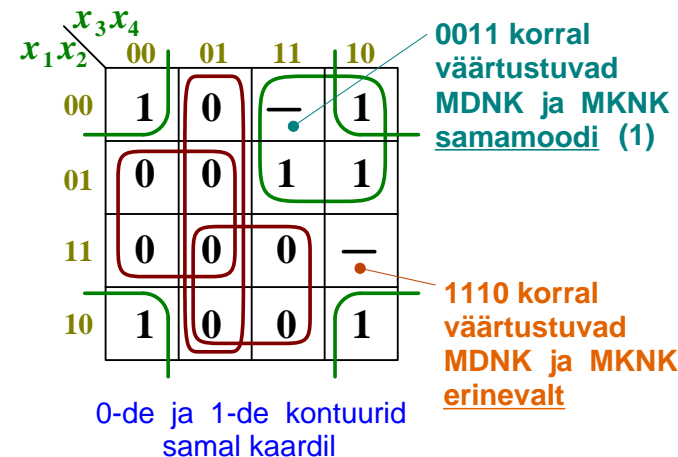 x3x4
x1x2 00 01 11 10
00 1 0 — 1
01 0 0 1 1
11 0 0 0 —
10 1 0 0 1
0011 korral
väärtustuvad
MDNK ja MKNK
samamoodi (1)
1110 korral
väärtustuvad
MDNK ja MKNK
erinevalt
0-de ja 1-de kontuurid
samal kaardil